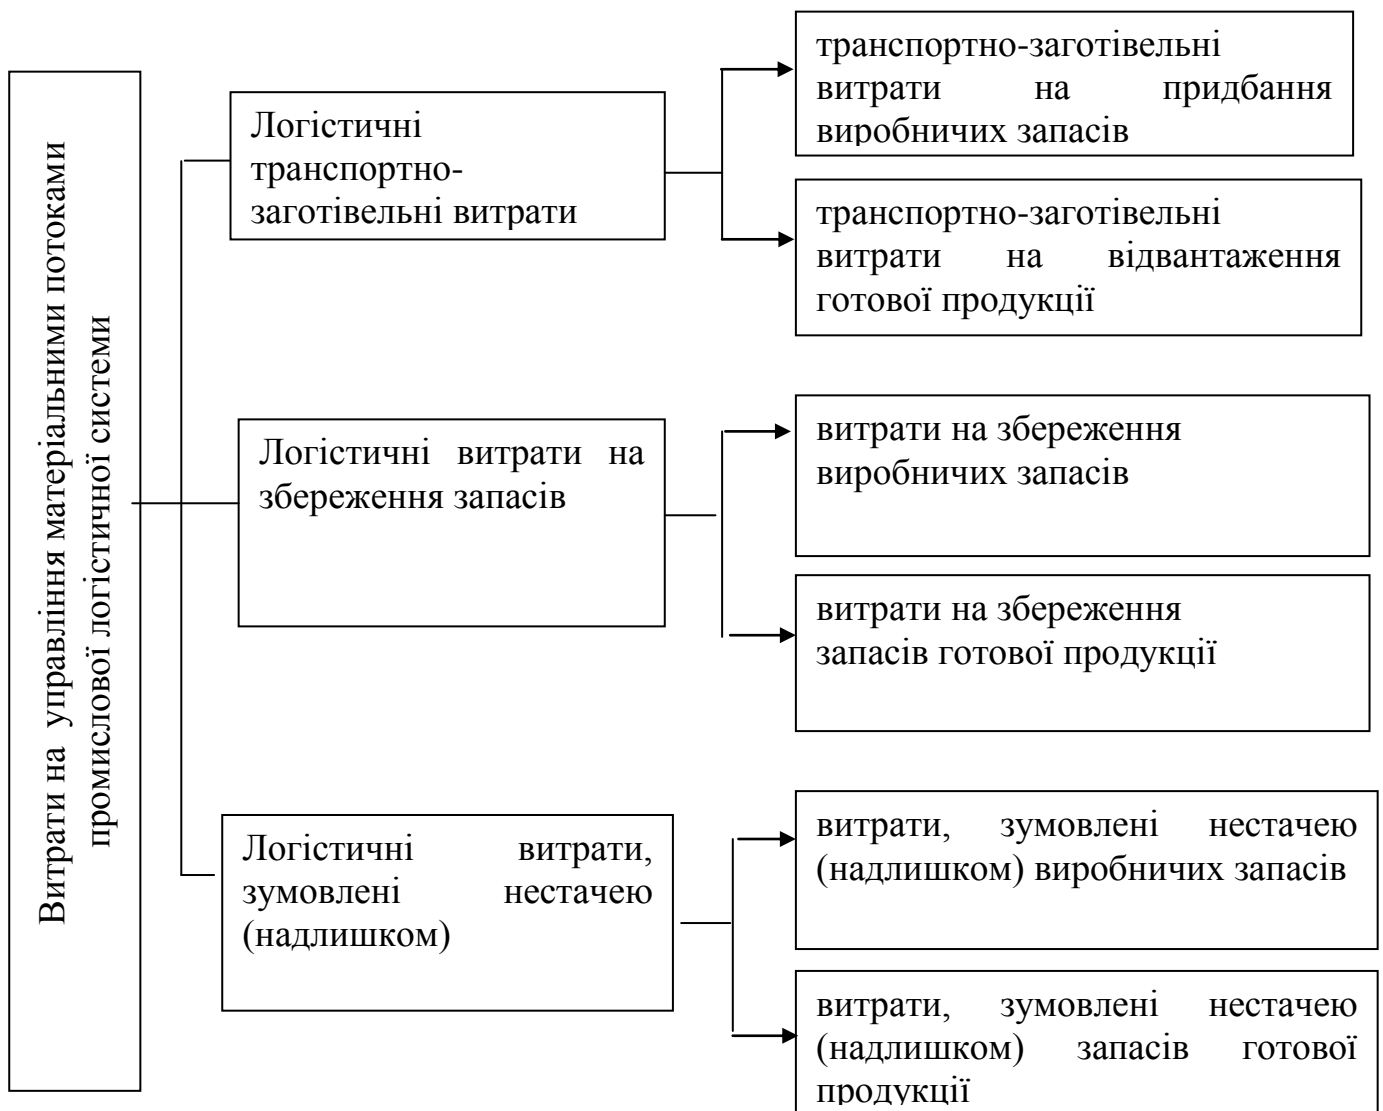 Витрати на управління матеріальними потоками
промислової логістичної системи
Логістичні
транспортно-
заготівельні витрати
транспортно-заготівельні
витрати на придбання
виробничих запасів
транспортно-заготівельні
витрати на відвантаження
готової продукції
Логістичні витрати на
збереження запасів
витрати на збереження
виробничих запасів
витрати на збереження
запасів готової продукції
Логістичні витрати,
зумовлені нестачею
(надлишком)
витрати, зумовлені нестачею
(надлишком) виробничих запасів
витрати, зумовлені нестачею
(надлишком) запасів готової
продукції